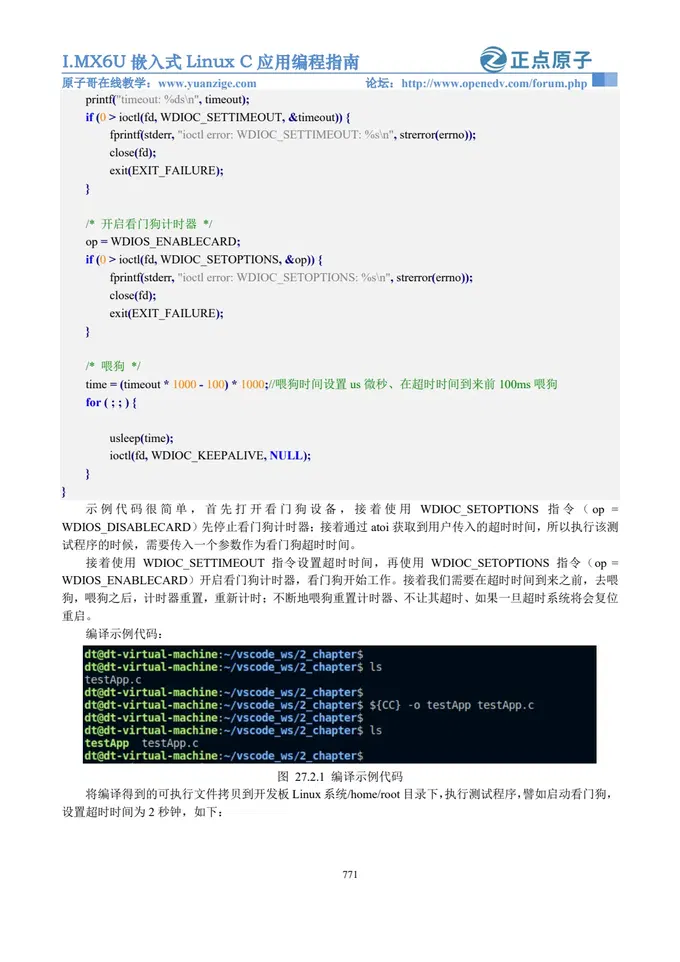 I.MX6U 嵌入式 Linux C 应用编程指南
正点原子
原子哥在线教学：www.yuanzige.com 论坛：http://www.openedv.com/forum.php
printf("timeout: %ds\n", timeout);
if (0 > ioctl(fd, WDIOC_SETTIMEOUT, &timeout)) {
fprintf(stderr, "ioctl error: WDIOC_SETTIMEOUT: %s\n", strerror(errno));
close(fd);
exit(EXIT_FAILURE);
}
/* 开启看门狗计时器 */
op = WDIOS_ENABLECARD;
if (0 > ioctl(fd, WDIOC_SETOPTIONS, &op)) {
fprintf(stderr, "ioctl error: WDIOC_SETOPTIONS: %s\n", strerror(errno));
close(fd);
exit(EXIT_FAILURE);
}
/* 喂狗 */
time = (timeout * 1000 - 100) * 1000;//喂狗时间设置 us 微秒、在超时时间到来前 100ms 喂狗
for ( ; ; ) {
usleep(time);
ioctl(fd, WDIOC_KEEPALIVE, NULL);
}
}
示例代码很简单，首先打开看门狗设备，接着使用 WDIOC_SETOPTIONS 指令（op =
WDIOS_DISABLECARD）先停止看门狗计时器；接着通过 atoi 获取到用户传入的超时时间，所以执行该测
试程序的时候，需要传入一个参数作为看门狗超时时间。
接着使用 WDIOC_SETTIMEOUT 指令设置超时时间，再使用 WDIOC_SETOPTIONS 指令（op =
WDIOS_ENABLECARD）开启看门狗计时器，看门狗开始工作。接着我们需要在超时时间到来之前，去喂
狗，喂狗之后，计时器重置，重新计时；不断地喂狗重置计时器、不让其超时、如果一旦超时系统将会复位
重启。
编译示例代码：
dt@dt-virtual-machine:~/vscode_ws/2_chapter$
dt@dt-virtual-machine:~/vscode_ws/2_chapter$ ls
testApp.c
dt@dt-virtual-machine:~/vscode_ws/2_chapter$
dt@dt-virtual-machine:~/vscode_ws/2_chapter$ ${CC} -o testApp testApp.c
dt@dt-virtual-machine:~/vscode_ws/2_chapter$
dt@dt-virtual-machine:~/vscode_ws/2_chapter$ ls
testApp testApp.c
dt@dt-virtual-machine:~/vscode_ws/2_chapter$
图 27.2.1 编译示例代码
将编译得到的可执行文件拷贝到开发板 Linux 系统/home/root 目录下，执行测试程序，譬如启动看门狗，
设置超时时间为 2 秒钟，如下：
771